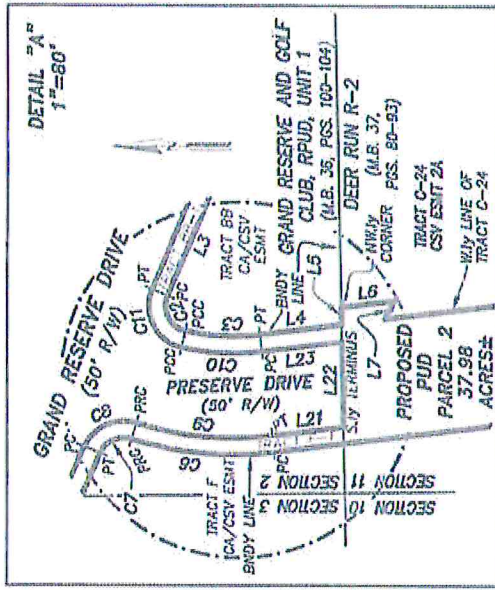 DETAIL "A"
1"=80'
GRAND RESERVE DRIVE
(50' R/W)
PC
PT
C8
C7
PRC
PRC
C9
PC
PT
L21
TRACT F
(CA/CSV ESMT
BNDY LINE
PRESERVE DRIVE
(50' R/W)
C11
PT
PCC
PCC
C10
PC
PT
L3
L4
L23
L22
TRACT BB
CA/CSV
ESMT
BNDY
LINE
L5
GRAND RESERVE AND GOLF
CLUB, RPUD, UNIT 1
(M.B. 36, PGS. 100-104)
DEER RUN R-2
(M.B. 37,
PGS. 89-93)
NW'ly
CORNER
L6
L7
S'ly TERMINUS
TRACT C-24
CSV ESMT 2A
W'ly LINE OF
TRACT C-24
PROPOSED
PUD
PARCEL 2
37.98
ACRES±
SECTION 3
SECTION 2
SECTION 10
SECTION 11